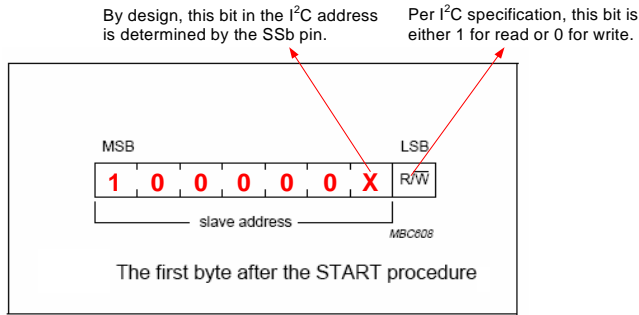 By design, this bit in the I²C address
is determined by the SSb pin.
Per I²C specification, this bit is
either 1 for read or 0 for write.
MSB LSB
1 0 0 0 0 0 X R/W̅
slave address
MBC608
The first byte after the START procedure